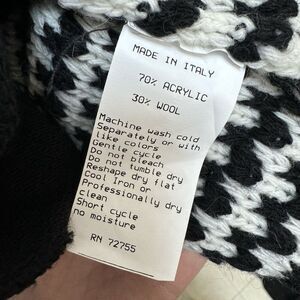 MADE IN ITALY
70% ACRYLIC
30% WOOL
Machine wash cold
Separately or with
like colors
Gentle cycle
Do not bleach
Do not tumble dry
Reshape dry flat
Cool Iron or
Professionally dry
clean
Short cycle
no moisture
RN 72755